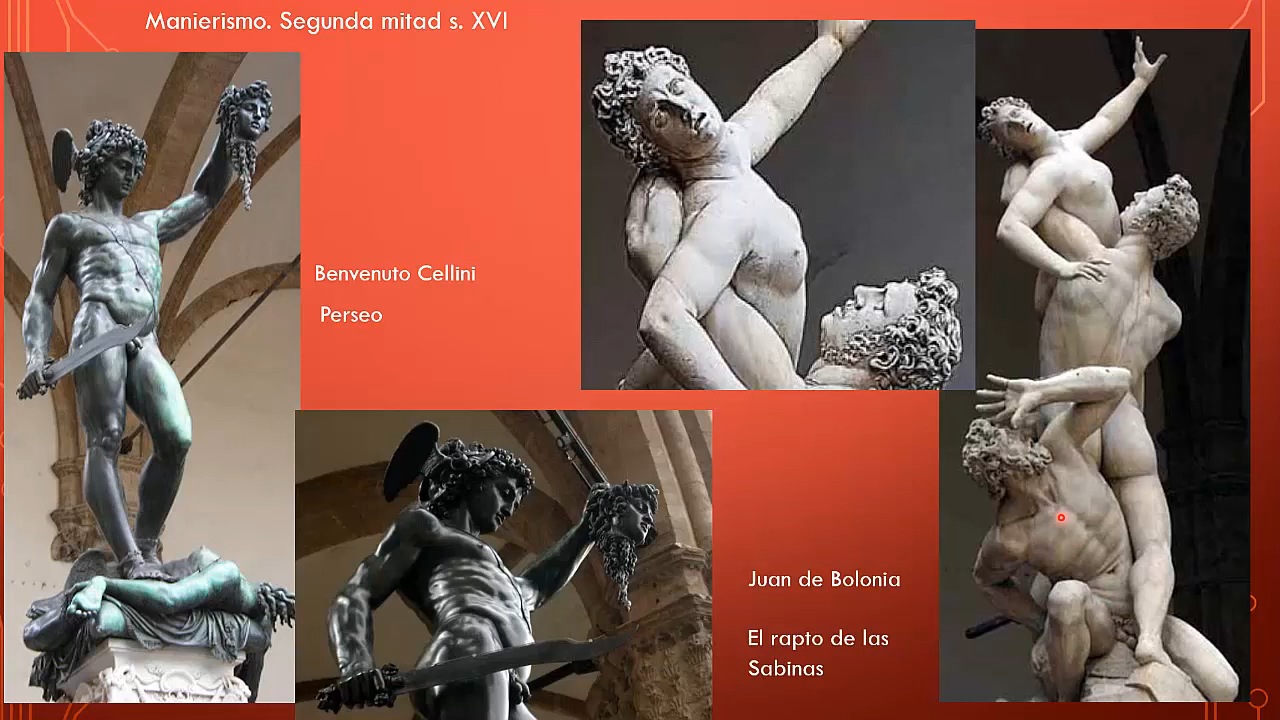 Manierismo. Segunda mitad s. XVI
Benvenuto Cellini
Perseo
Juan de Bolonia
El rapto de las
Sabinas